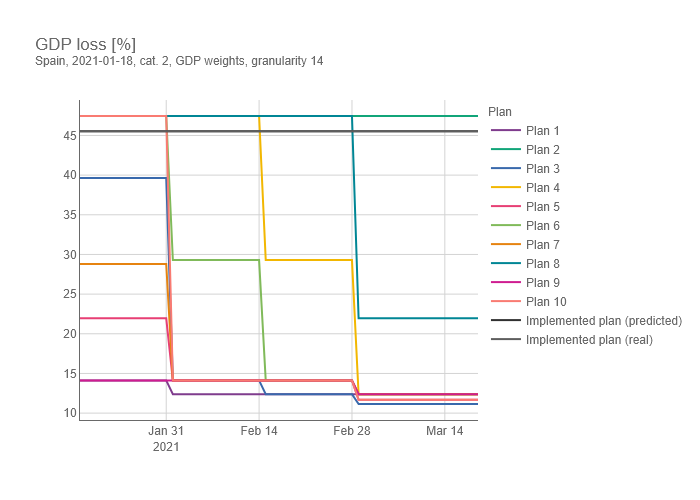 GDP loss [%]
Spain, 2021-01-18, cat. 2, GDP weights, granularity 14
Plan
Plan 1
Plan 2
Plan 3
Plan 4
Plan 5
Plan 6
Plan 7
Plan 8
Plan 9
Plan 10
Implemented plan (predicted)
Implemented plan (real)
45
40
35
30
25
20
15
10
Jan 31
2021
Feb 14
Feb 28
Mar 14